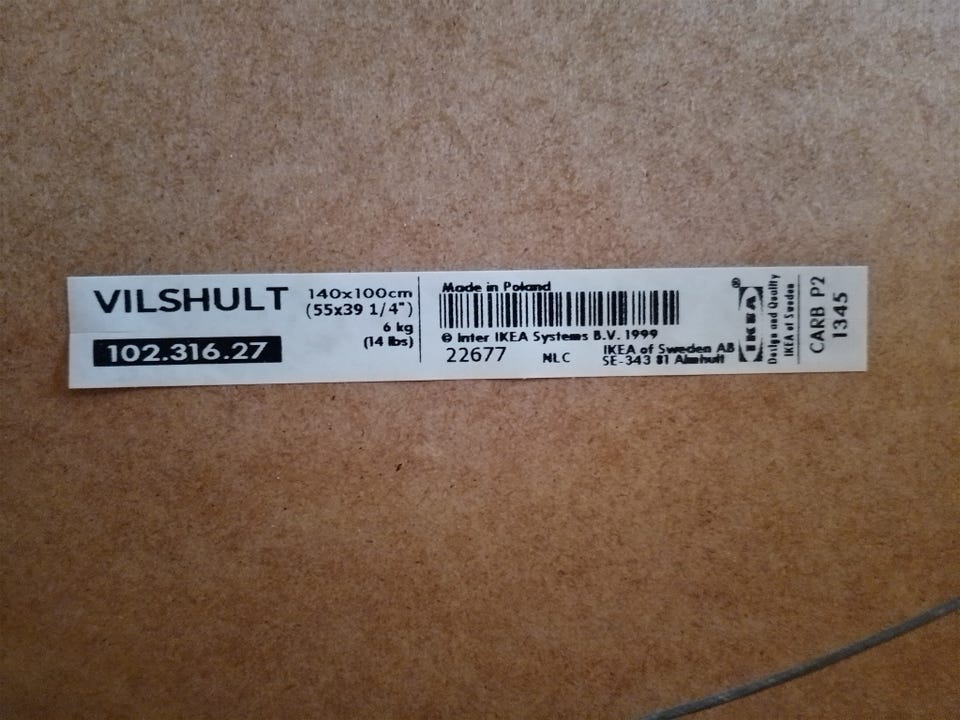 VILSHULT
102.316.27
140x100cm
(55x39 1/4")
6 kg
(14 lbs)
Made in Poland
© Inter IKEA Systems B.V. 1999
22677 NLC
IKEA of Sweden AB
SE-343 81 Älmhult
®
IKEA
Design and Quality
IKEA of Sweden
CARB P2
1345